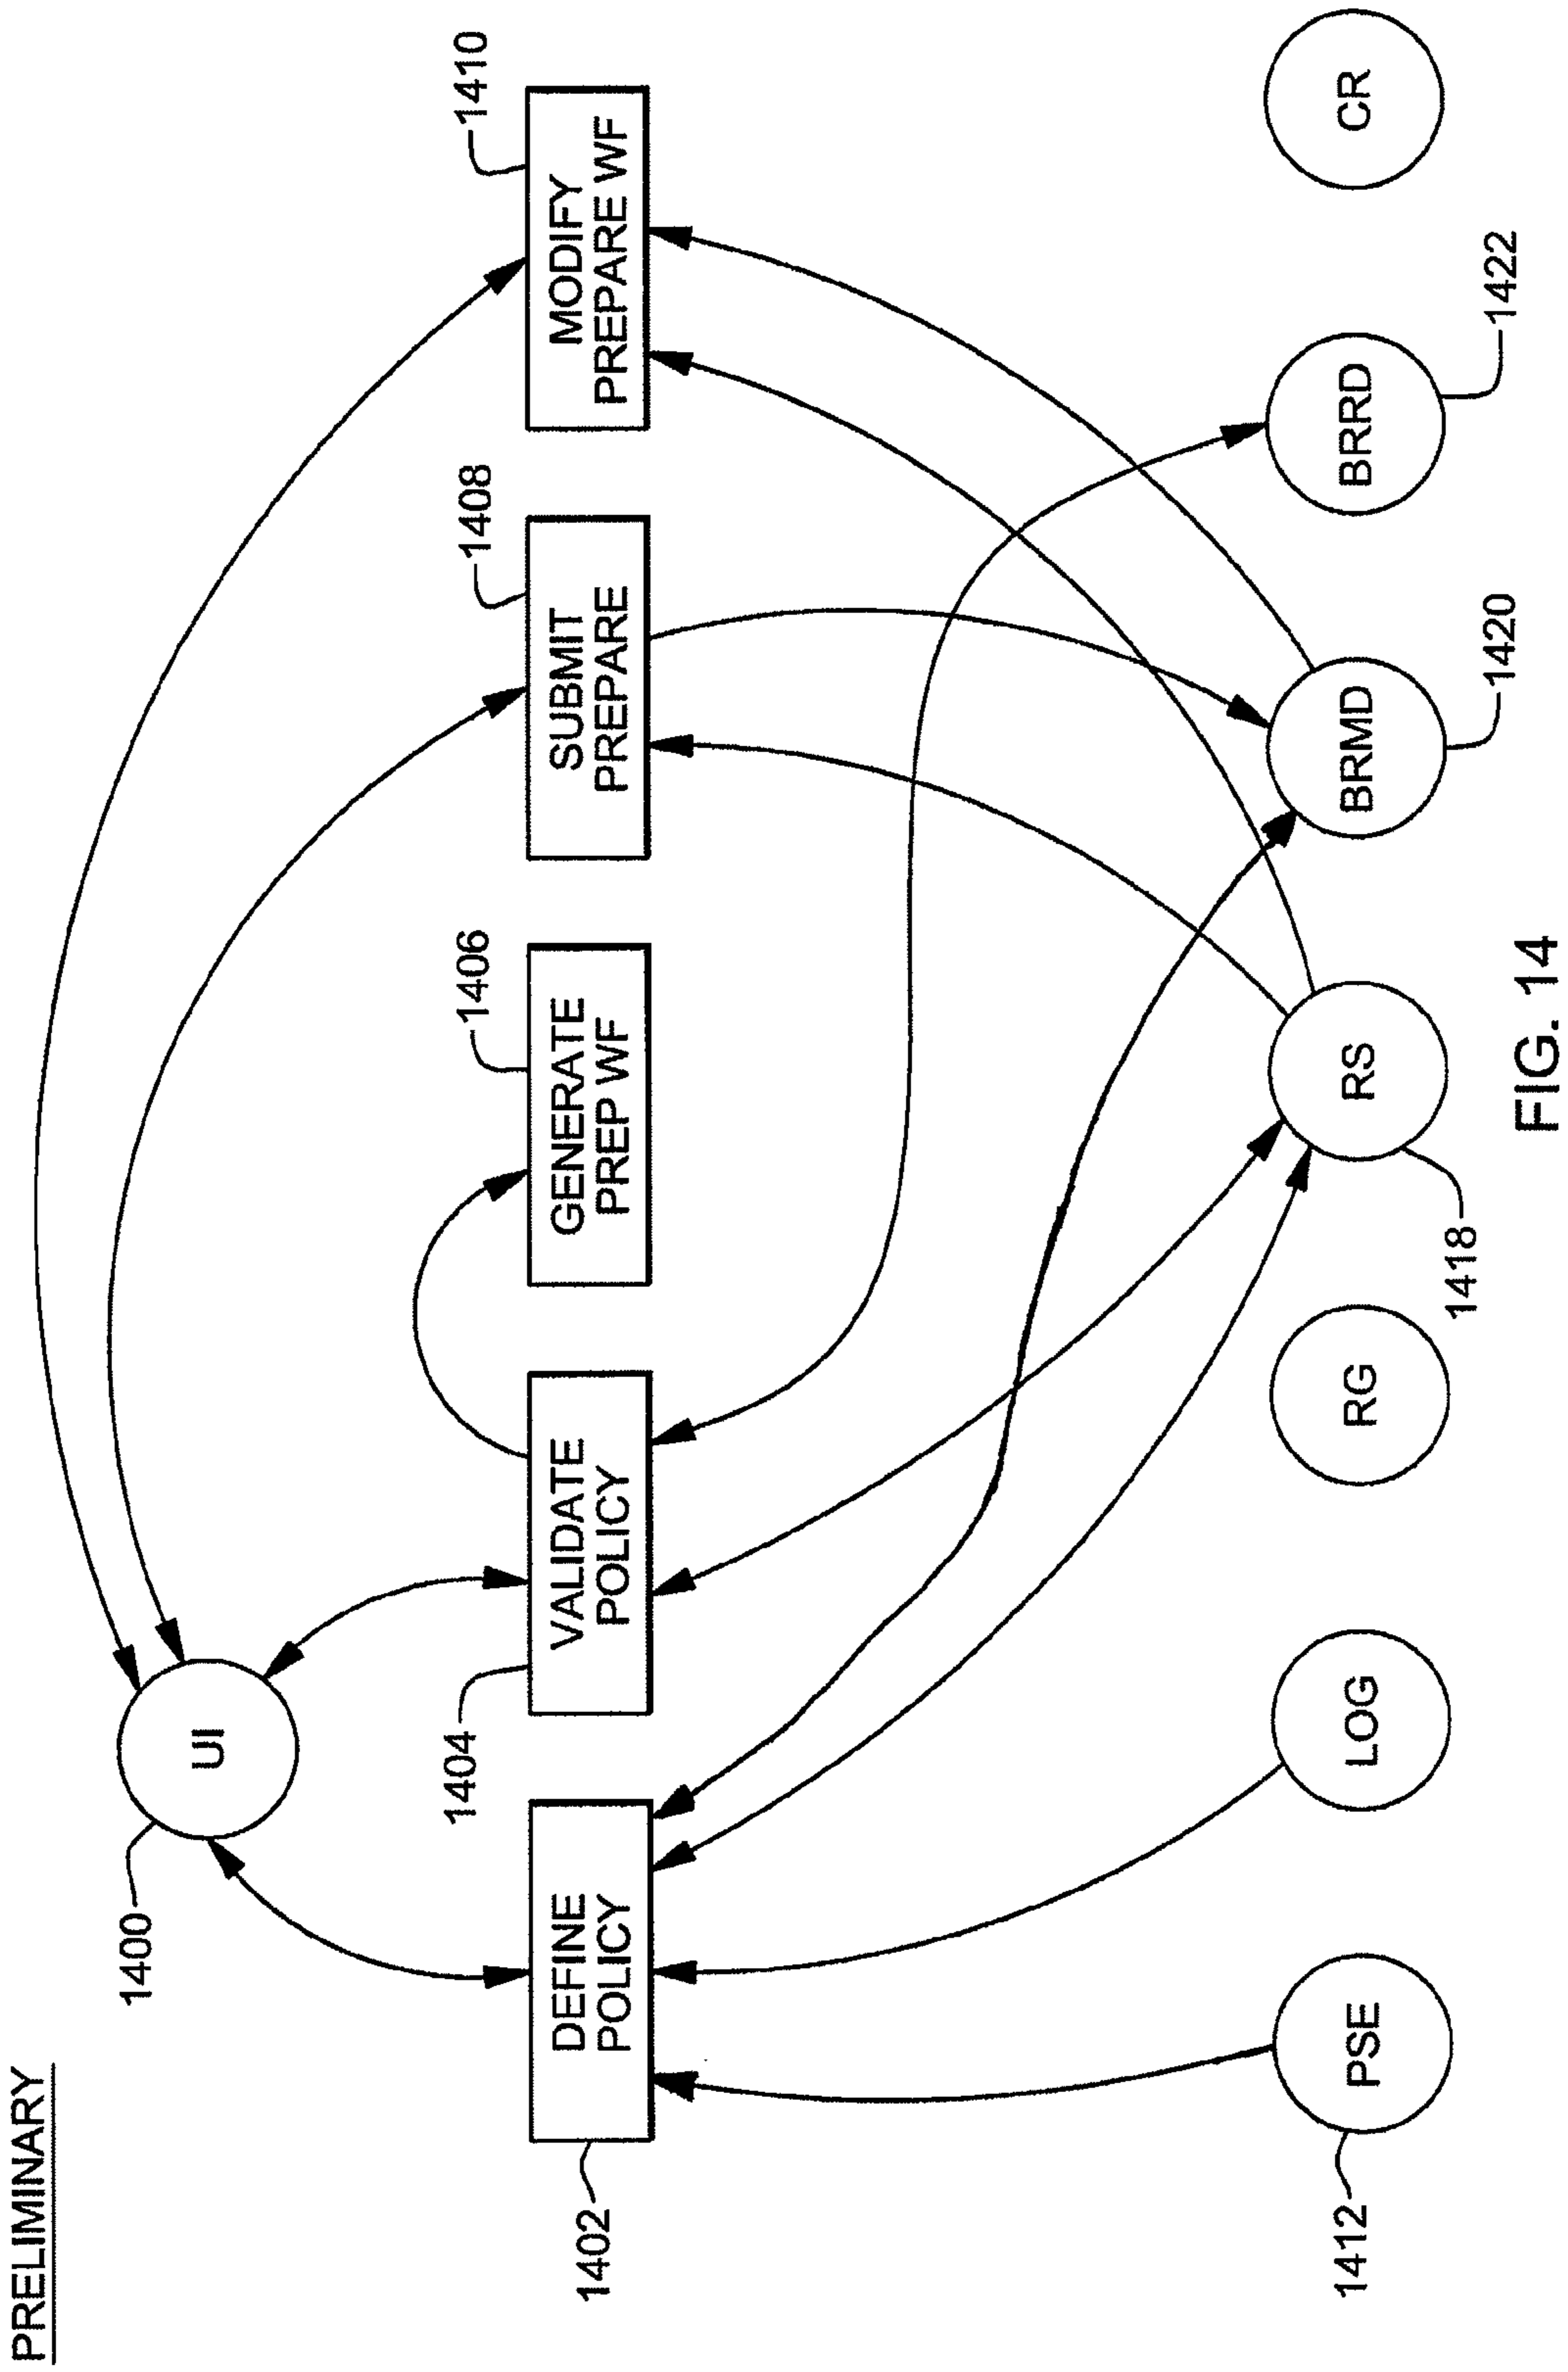 PRELIMINARY
1400
UI
1402
DEFINE
POLICY
1404
VALIDATE
POLICY
1406
GENERATE
PREP WF
1408
SUBMIT
PREPARE
1410
MODIFY
PREPARE WF
1412
PSE
LOG
RG
1418
RS
BRMD
1420
BRRD
1422
CR
FIG. 14